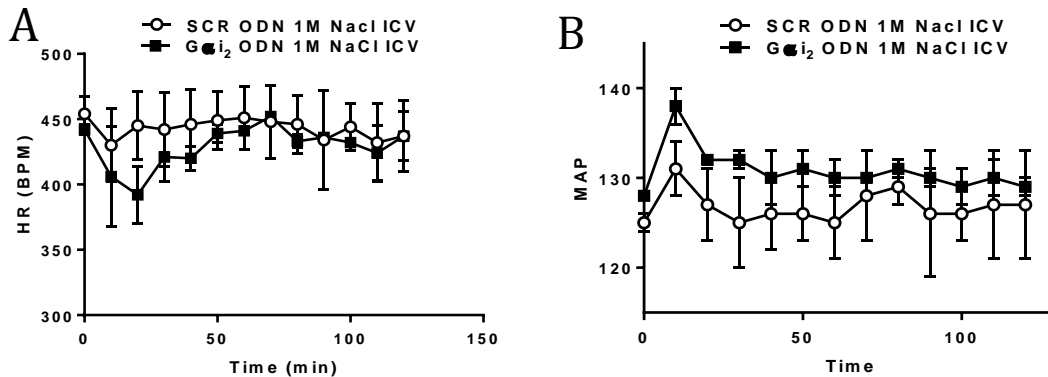 A
SCR ODN 1M Nacl ICV
Gαi₂ ODN 1M NaCl ICV
HR (BPM)
500
450
400
450
300
0
50
100
150
Time (min)
B
SCR ODN 1M NaCl ICV
Gαi₂ ODN 1M NaCl ICV
MAP
140
130
120
0
50
100
Time